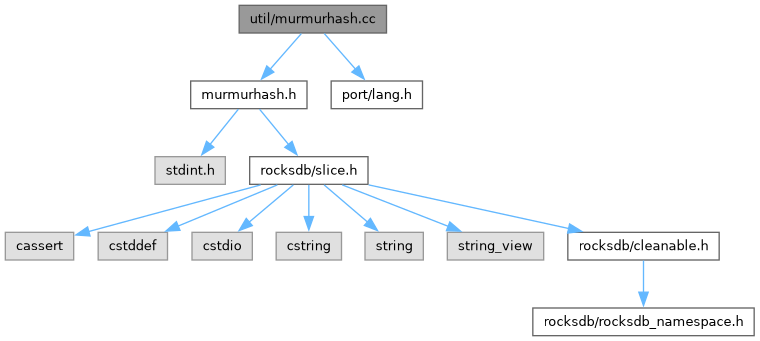 util/murmurhash.cc
murmurhash.h
port/lang.h
stdint.h
rocksdb/slice.h
cassert
cstddef
cstdio
cstring
string
string_view
rocksdb/cleanable.h
rocksdb/rocksdb_namespace.h